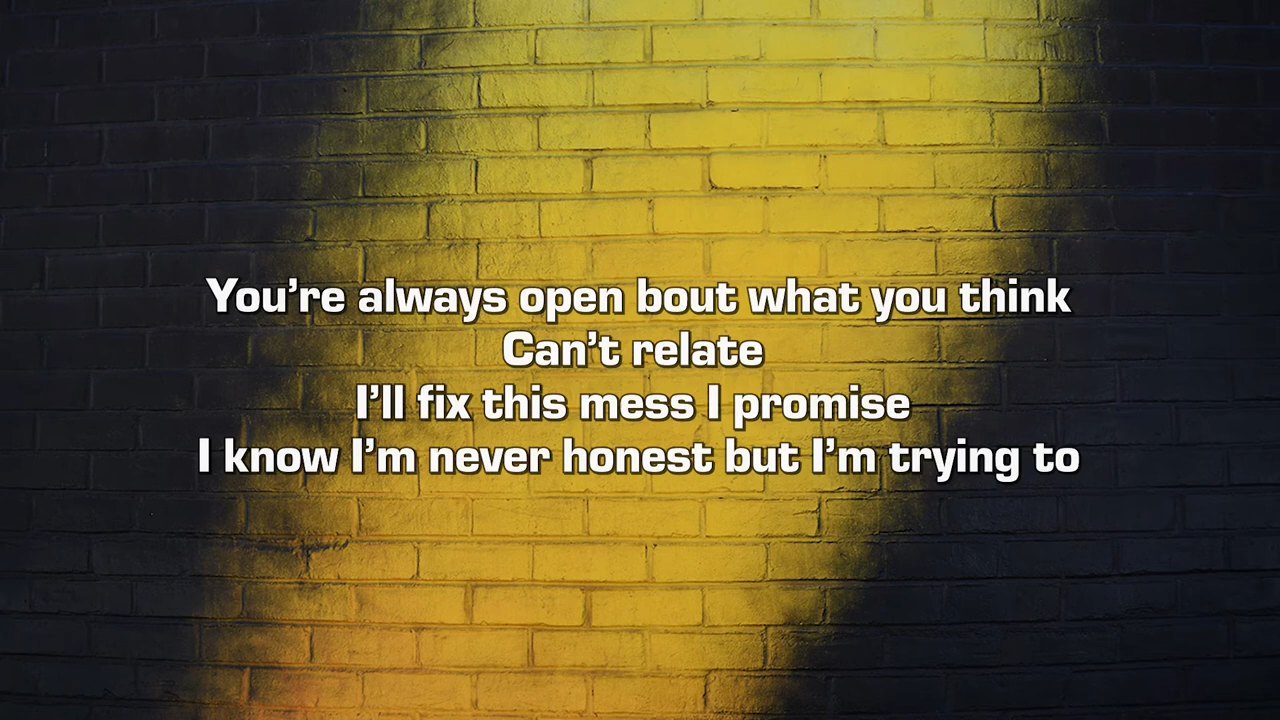 You’re always open bout what you think
Can’t relate
I’ll fix this mess I promise
I know I’m never honest but I’m trying to